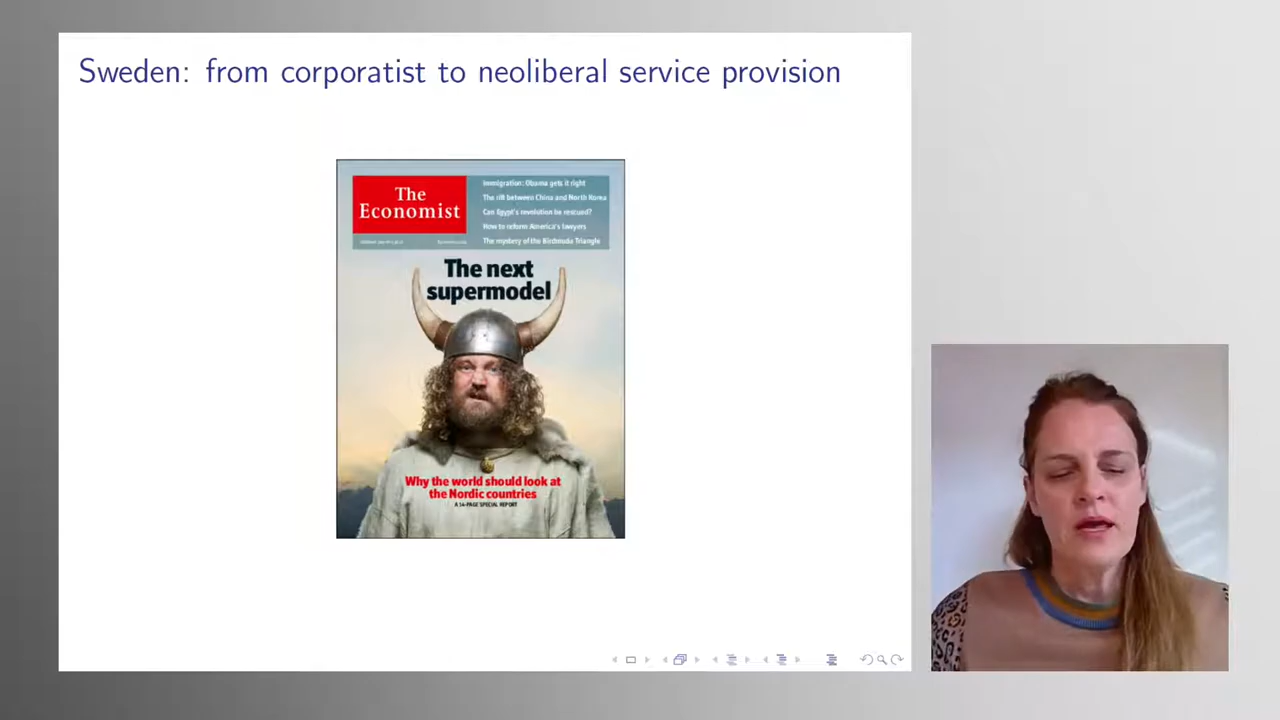 Sweden: from corporatist to neoliberal service provision
The
Economist
Immigration: Obama gets it right
The rift between China and North Korea
Can Egypt's revolution be rescued?
How to reform America's lawyers
The mystery of the Birdmuda Triangle
The next
supermodel
Why the world should look at
the Nordic countries
A 14-PAGE SPECIAL REPORT